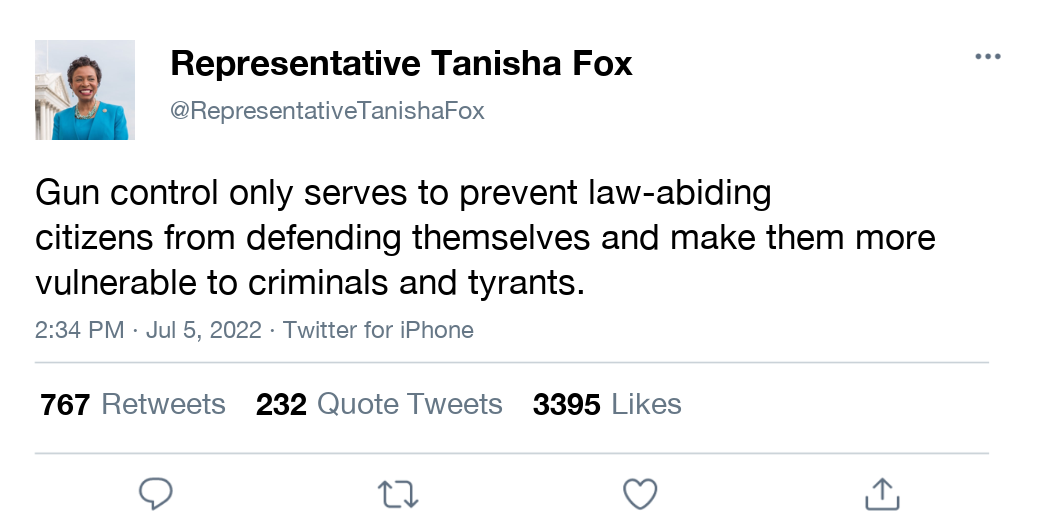 Representative Tanisha Fox
@RepresentativeTanishaFox
Gun control only serves to prevent law-abiding
citizens from defending themselves and make them more
vulnerable to criminals and tyrants.
2:34 PM · Jul 5, 2022 · Twitter for iPhone
767 Retweets 232 Quote Tweets 3395 Likes